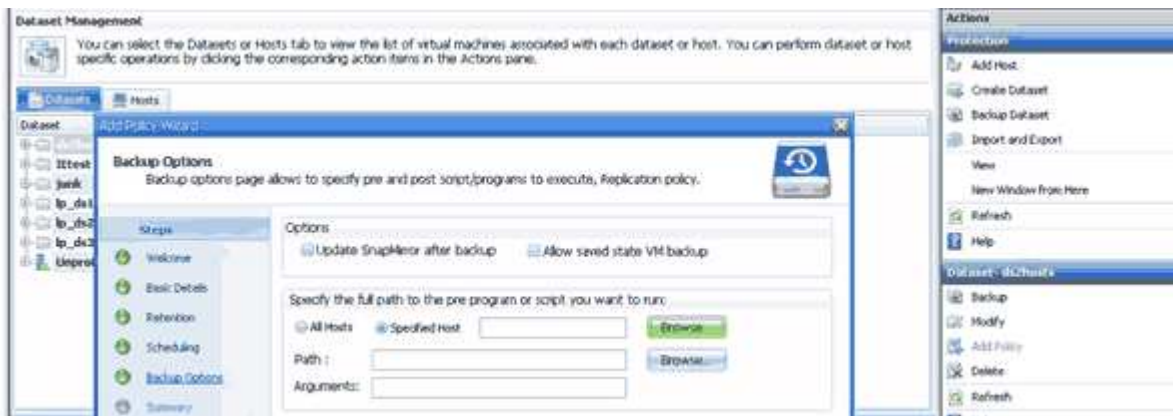 Dataset Management
You can select the Datasets or Hosts tab to view the list of virtual machines associated with each dataset or host. You can perform dataset or host
specific operations by clicking the corresponding action items in the Actions pane.
Datasets
Hosts
Dataset
ITtest
junk
lp_ds1
lp_ds2
lp_ds3
Unpro
Add Policy Wizard
Backup Options
Backup options page allows to specify pre and post script/programs to execute, Replication policy.
Steps
Welcome
Basic Details
Retention
Scheduling
Backup Options
Summary
Options
Update SnapMirror after backup
Allow saved state VM backup
Specify the full path to the pre program or script you want to run:
All Hosts
Specified Host
Browse
Path :
Browse...
Arguments:
Actions
Protection
Add Host
Create Dataset
Backup Dataset
Import and Export
View
New Window from Here
Refresh
Help
Dataset- ds2hosts
Backup
Modify
Add Policy
Delete
Refresh